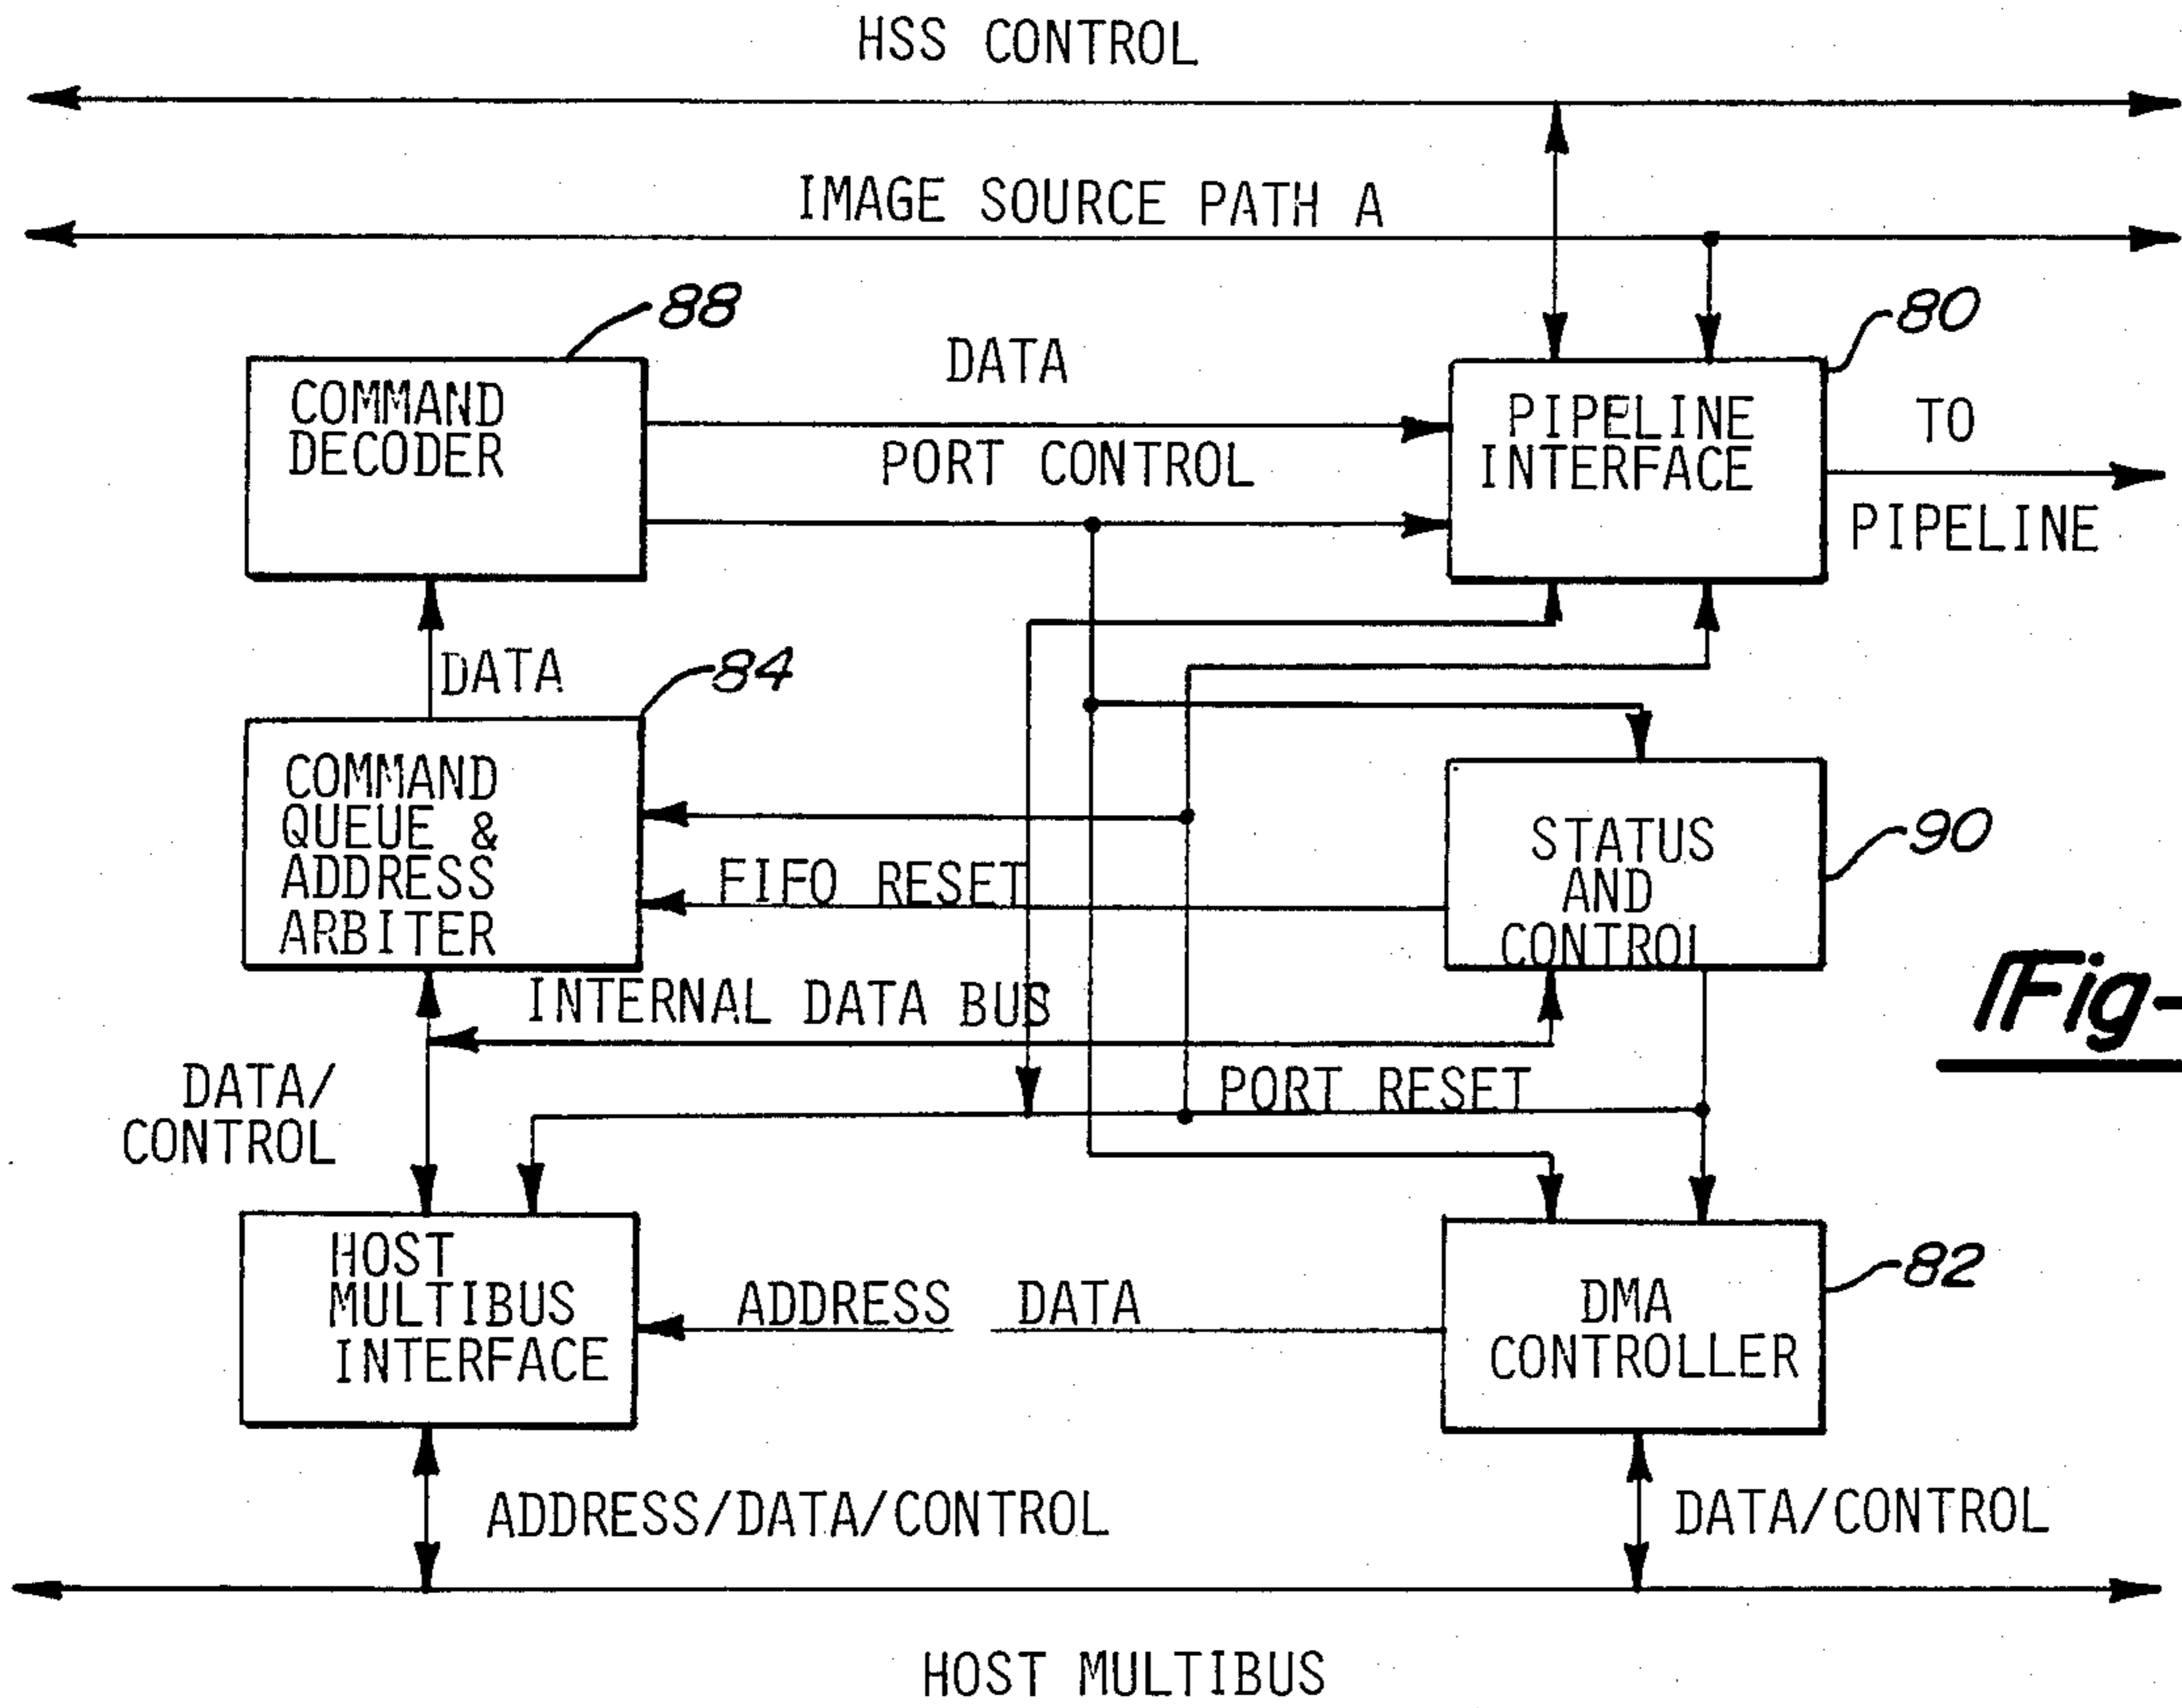 HSS CONTROL
IMAGE SOURCE PATH A
88
80
COMMAND
DECODER
DATA
PORT CONTROL
PIPELINE
INTERFACE
TO
PIPELINE
DATA
84
COMMAND
QUEUE &
ADDRESS
ARBITER
FIFO RESET
STATUS
AND
CONTROL
90
INTERNAL DATA BUS
Fig-
DATA/
CONTROL
PORT RESET
HOST
MULTIBUS
INTERFACE
ADDRESS DATA
DMA
CONTROLLER
82
ADDRESS/DATA/CONTROL
DATA/CONTROL
HOST MULTIBUS